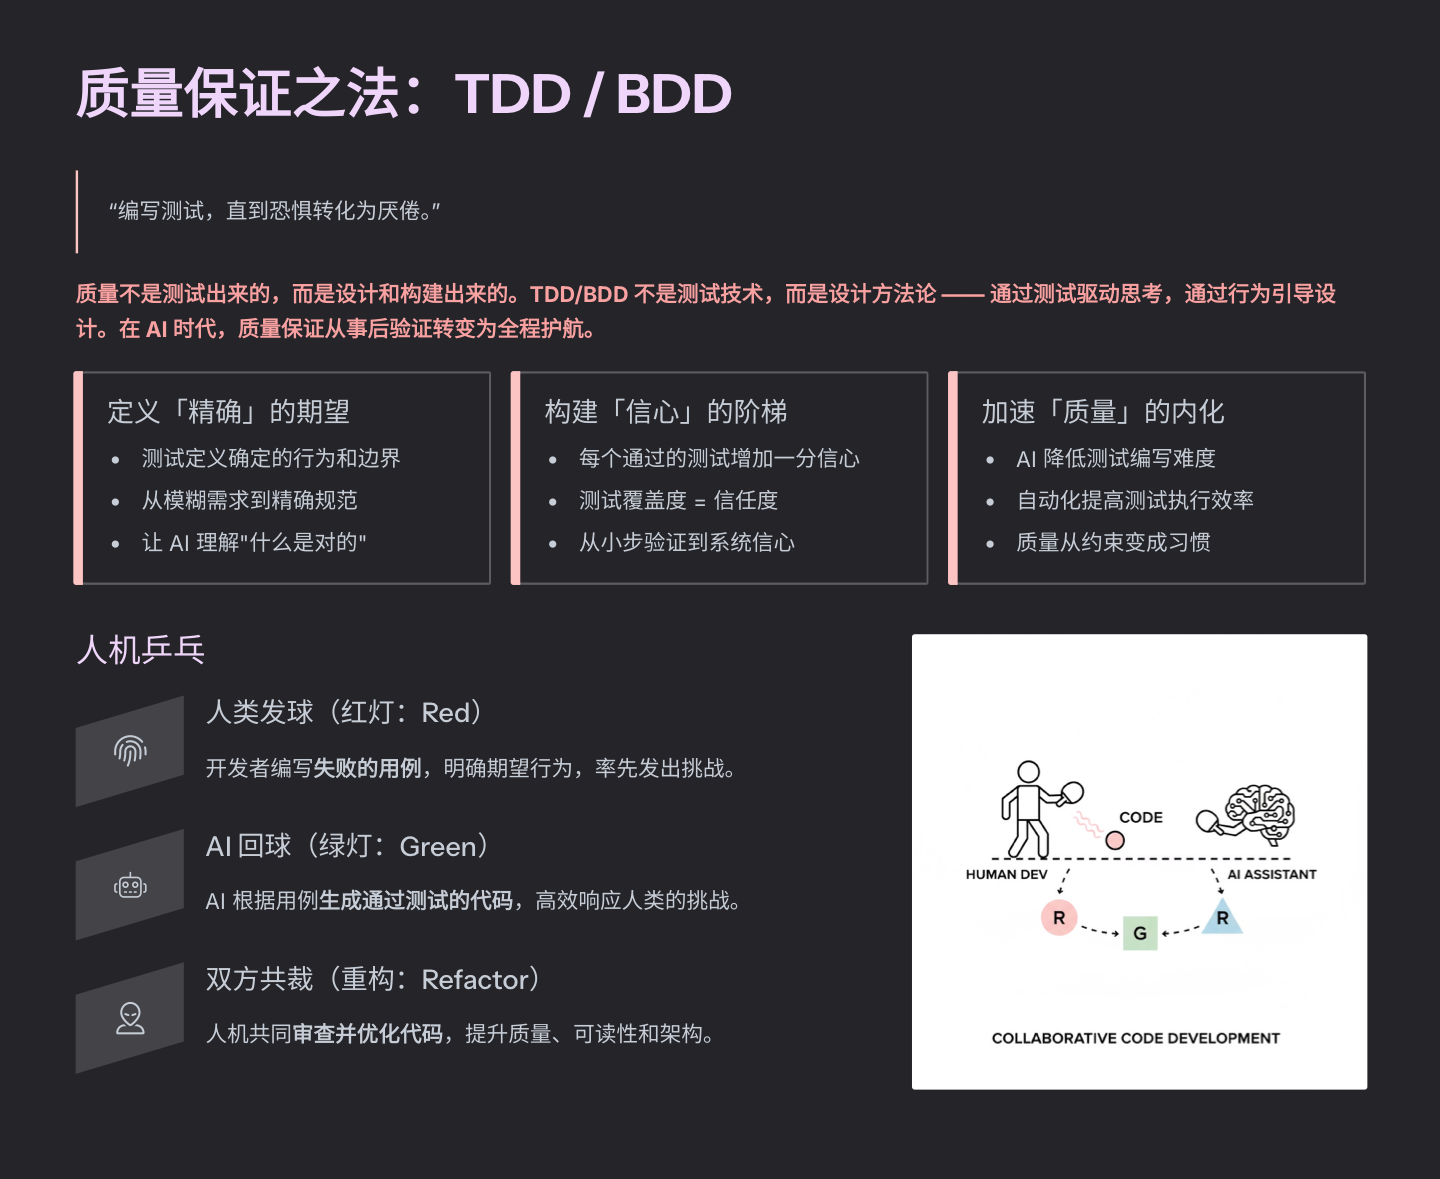 质量保证之法：TDD / BDD
“编写测试，直到恐惧转化为厌倦。”
质量不是测试出来的，而是设计和构建出来的。TDD/BDD 不是测试技术，而是设计方法论 —— 通过测试驱动思考，通过行为引导设
计。在 AI 时代，质量保证从事后验证转变为全程护航。
定义「精确」的期望
• 测试定义确定的行为和边界
• 从模糊需求到精确规范
• 让 AI 理解"什么是对的"
构建「信心」的阶梯
• 每个通过的测试增加一分信心
• 测试覆盖度 = 信任度
• 从小步验证到系统信心
加速「质量」的内化
• AI 降低测试编写难度
• 自动化提高测试执行效率
• 质量从约束变成习惯
人机乒乓
人类发球（红灯：Red）
开发者编写失败的用例，明确期望行为，率先发出挑战。
AI 回球（绿灯：Green）
AI 根据用例生成通过测试的代码，高效响应人类的挑战。
双方共裁（重构：Refactor）
人机共同审查并优化代码，提升质量、可读性和架构。
CODE
HUMAN DEV
AI ASSISTANT
R
G
R
COLLABORATIVE CODE DEVELOPMENT